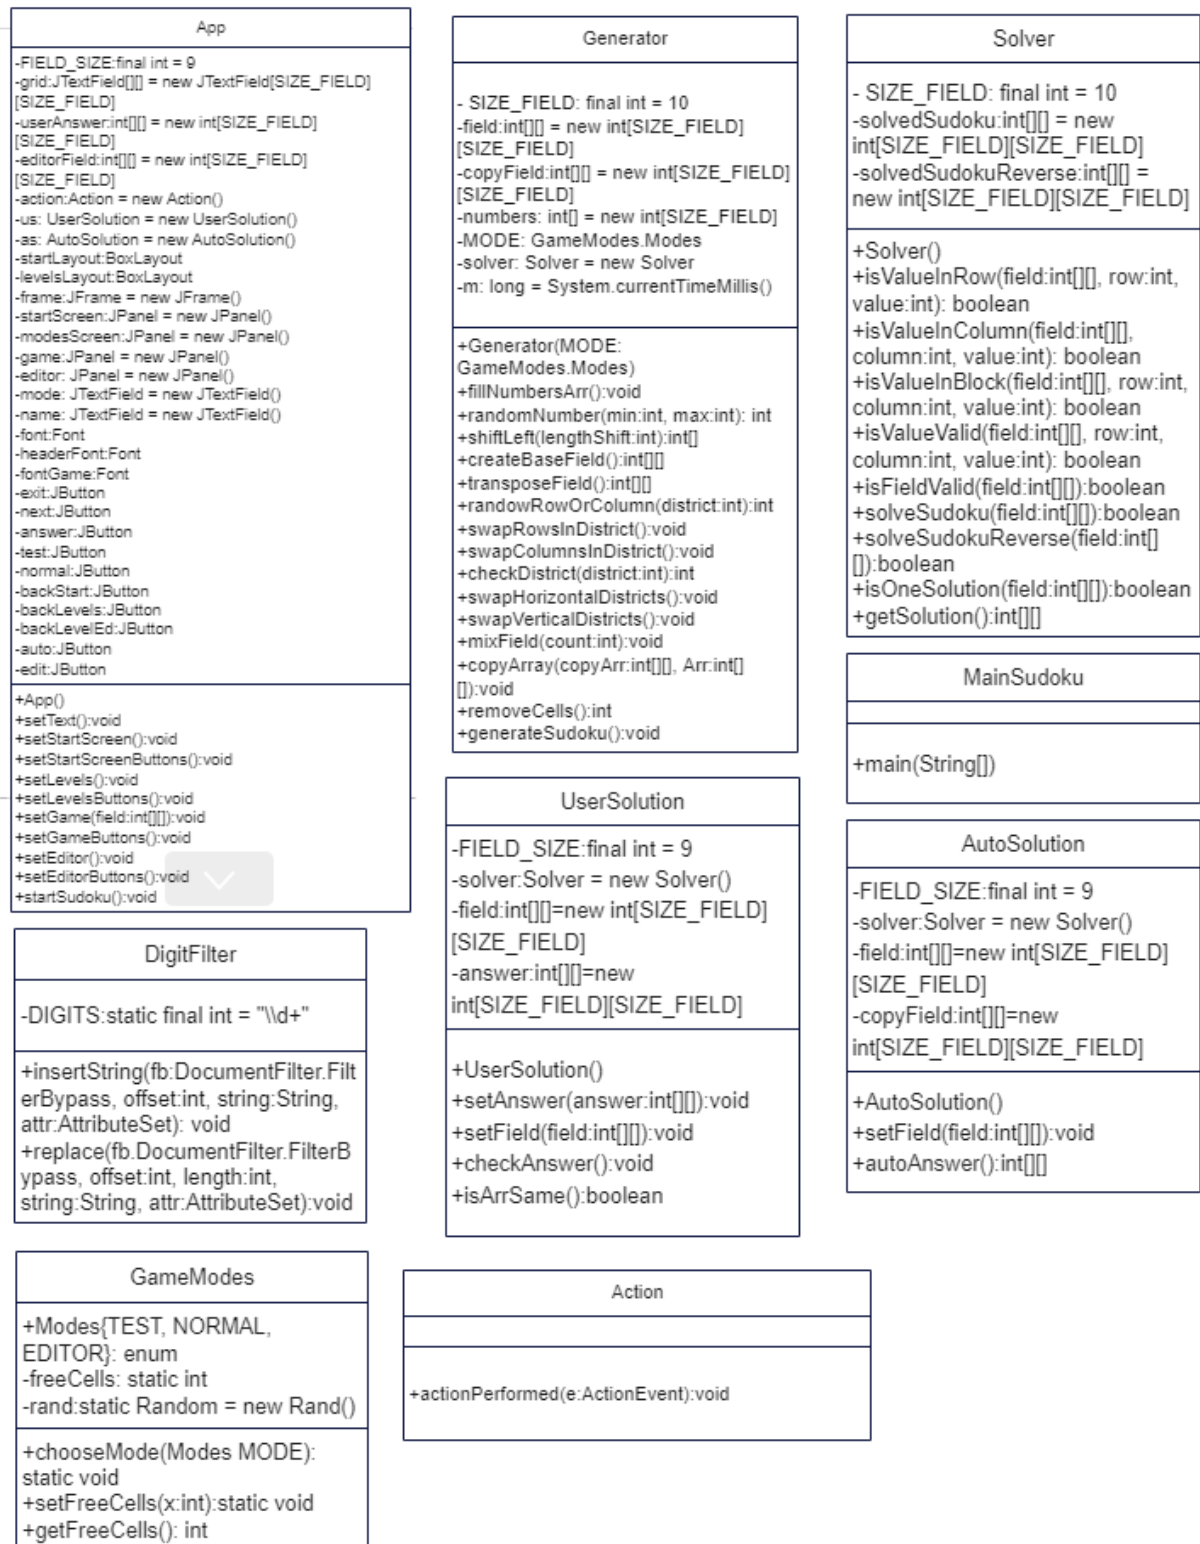 App
-FIELD_SIZE:final int = 9
-grid:JTextField[][] = new JTextField[SIZE_FIELD]
[SIZE_FIELD]
-userAnswer:int[][] = new int[SIZE_FIELD]
[SIZE_FIELD]
-editorField:int[][] = new int[SIZE_FIELD]
[SIZE_FIELD]
-action:Action = new Action()
-us: UserSolution = new UserSolution()
-as: AutoSolution = new AutoSolution()
-startLayout:BoxLayout
-levelsLayout:BoxLayout
-frame:JFrame = new JFrame()
-startScreen:JPanel = new JPanel()
-modesScreen:JPanel = new JPanel()
-game:JPanel = new JPanel()
-editor: JPanel = new JPanel()
-mode: JTextField = new JTextField()
-name: JTextField = new JTextField()
-font:Font
-headerFont:Font
-fontGame:Font
-exit:JButton
-next:JButton
-answer:JButton
-test:JButton
-normal:JButton
-backStart:JButton
-backLevels:JButton
-backLevelEd:JButton
-auto:JButton
-edit:JButton
+App()
+setText():void
+setStartScreen():void
+setStartScreenButtons():void
+setLevels():void
+setLevelsButtons():void
+setGame(field:int[][]):void
+setGameButtons():void
+setEditor():void
+setEditorButtons():void
+startSudoku():void
Generator
- SIZE_FIELD: final int = 10
-field:int[][] = new int[SIZE_FIELD]
[SIZE_FIELD]
-copyField:int[][] = new int[SIZE_FIELD]
[SIZE_FIELD]
-numbers: int[] = new int[SIZE_FIELD]
-MODE: GameModes.Modes
-solver: Solver = new Solver
-m: long = System.currentTimeMillis()
+Generator(MODE:
GameModes.Modes)
+fillNumbersArr():void
+randomNumber(min:int, max:int): int
+shiftLeft(lengthShift:int):int[]
+createBaseField():int[][]
+transposeField():int[][]
+randowRowOrColumn(district:int):int
+swapRowsInDistrict():void
+swapColumnsInDistrict():void
+checkDistrict(district:int):int
+swapHorizontalDistricts():void
+swapVerticalDistricts():void
+mixField(count:int):void
+copyArray(copyArr:int[][], Arr:int[]
[]):void
+removeCells():int
+generateSudoku():void
Solver
- SIZE_FIELD: final int = 10
-solvedSudoku:int[][] = new
int[SIZE_FIELD][SIZE_FIELD]
-solvedSudokuReverse:int[][] =
new int[SIZE_FIELD][SIZE_FIELD]
+Solver()
+isValueInRow(field:int[][], row:int,
value:int): boolean
+isValueInColumn(field:int[][],
column:int, value:int): boolean
+isValueInBlock(field:int[][], row:int,
column:int, value:int): boolean
+isValueValid(field:int[][], row:int,
column:int, value:int): boolean
+isFieldValid(field:int[][]):boolean
+solveSudoku(field:int[][]):boolean
+solveSudokuReverse(field:int[]
[]):boolean
+isOneSolution(field:int[][]):boolean
+getSolution():int[][]
MainSudoku
+main(String[])
UserSolution
-FIELD_SIZE:final int = 9
-solver:Solver = new Solver()
-field:int[][]=new int[SIZE_FIELD]
[SIZE_FIELD]
-answer:int[][]=new
int[SIZE_FIELD][SIZE_FIELD]
+UserSolution()
+setAnswer(answer:int[][]):void
+setField(field:int[][]):void
+checkAnswer():void
+isArrSame():boolean
AutoSolution
-FIELD_SIZE:final int = 9
-solver:Solver = new Solver()
-field:int[][]=new int[SIZE_FIELD]
[SIZE_FIELD]
-copyField:int[][]=new
int[SIZE_FIELD][SIZE_FIELD]
+AutoSolution()
+setField(field:int[][]):void
+autoAnswer():int[][]
DigitFilter
-DIGITS:static final int = "\\d+"
+insertString(fb:DocumentFilter.Filt
erBypass, offset:int, string:String,
attr:AttributeSet): void
+replace(fb.DocumentFilter.FilterB
ypass, offset:int, length:int,
string:String, attr:AttributeSet):void
GameModes
+Modes{TEST, NORMAL,
EDITOR}: enum
-freeCells: static int
-rand:static Random = new Rand()
+chooseMode(Modes MODE):
static void
+setFreeCells(x:int):static void
+getFreeCells(): int
Action
+actionPerformed(e:ActionEvent):void